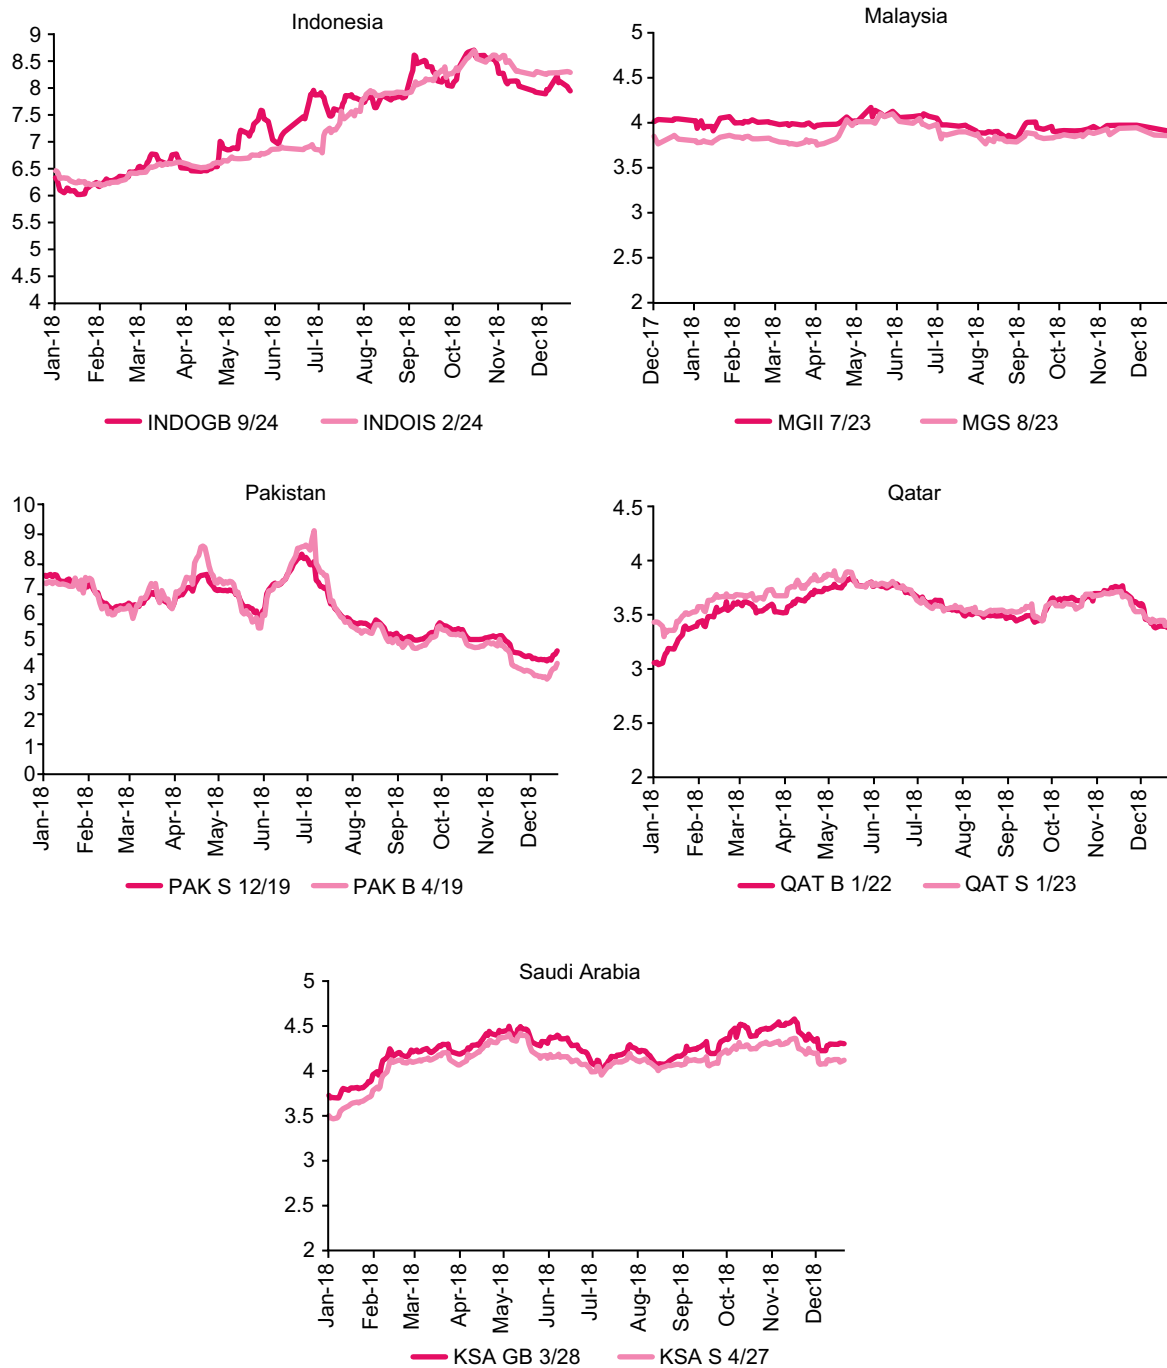 Indonesia
9
8.5
8
7.5
7
6.5
6
5.5
5
4.5
4
Jan-18
Feb-18
Mar-18
Apr-18
May-18
Jun-18
Jul-18
Aug-18
Sep-18
Oct-18
Nov-18
Dec18
INDOGB 9/24 INDOIS 2/24
Malaysia
5
4.5
4
3.5
3
2.5
2
Dec-17
Jan-18
Feb-18
Mar-18
Apr-18
May-18
Jun-18
Jul-18
Aug-18
Sep-18
Oct-18
Nov-18
Dec18
MGII 7/23 MGS 8/23
Pakistan
10
9
8
7
6
5
4
3
2
1
0
Jan-18
Feb-18
Mar-18
Apr-18
May-18
Jun-18
Jul-18
Aug-18
Sep-18
Oct-18
Nov-18
Dec18
PAK S 12/19 PAK B 4/19
Qatar
4.5
4
3.5
3
2.5
2
Jan-18
Feb-18
Mar-18
Apr-18
May-18
Jun-18
Jul-18
Aug-18
Sep-18
Oct-18
Nov-18
Dec18
QAT B 1/22 QAT S 1/23
Saudi Arabia
5
4.5
4
3.5
3
2.5
2
Jan-18
Feb-18
Mar-18
Apr-18
May-18
Jun-18
Jul-18
Aug-18
Sep-18
Oct-18
Nov-18
Dec18
KSA GB 3/28 KSA S 4/27